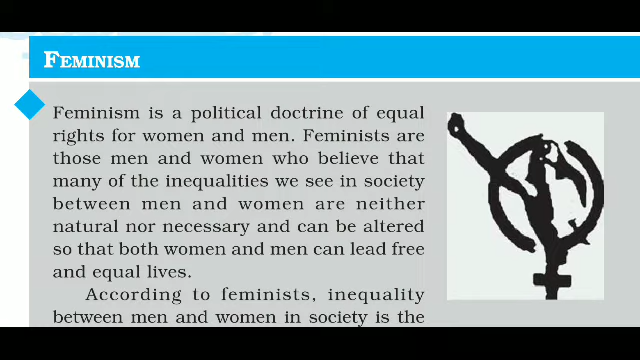 FEMINISM
Feminism is a political doctrine of equal
rights for women and men. Feminists are
those men and women who believe that
many of the inequalities we see in society
between men and women are neither
natural nor necessary and can be altered
so that both women and men can lead free
and equal lives.
According to feminists, inequality
between men and women in society is the